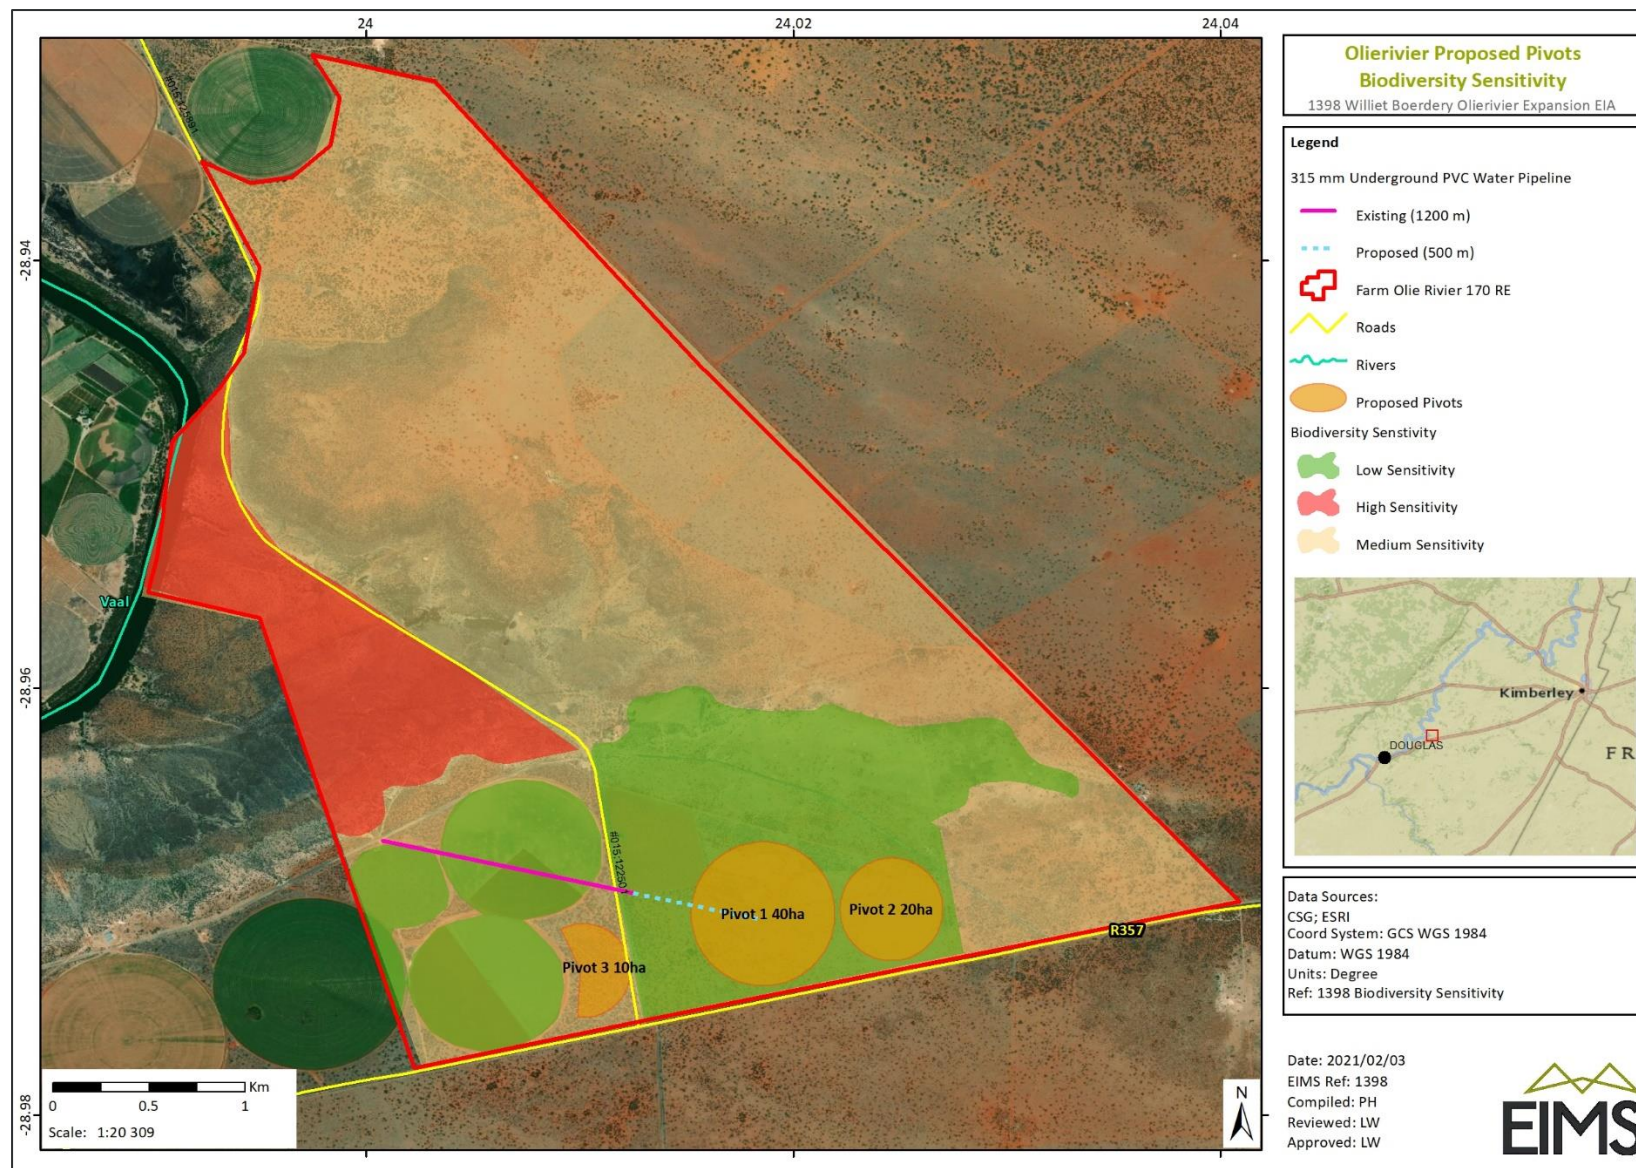 24
24,02
24,04
-28,94
-28,96
-28,98
Vaal
#015-122501
Pivot 1 40ha
Pivot 2 20ha
Pivot 3 10ha
R357
Km
0 0.5 1
Scale: 1:20 309
N
Olierivier Proposed Pivots
Biodiversity Sensitivity
1398 Williet Boerdery Olierivier Expansion EIA
Legend
315 mm Underground PVC Water Pipeline
Existing (1200 m)
Proposed (500 m)
Farm Olie Rivier 170 RE
Roads
Rivers
Proposed Pivots
Biodiversity Senstivity
Low Sensitivity
High Sensitivity
Medium Sensitivity
Kimberley
DOUGLAS
FR
Data Sources:
CSG; ESRI
Coord System: GCS WGS 1984
Datum: WGS 1984
Units: Degree
Ref: 1398 Biodiversity Sensitivity
Date: 2021/02/03
EIMS Ref: 1398
Compiled: PH
Reviewed: LW
Approved: LW
EIMS